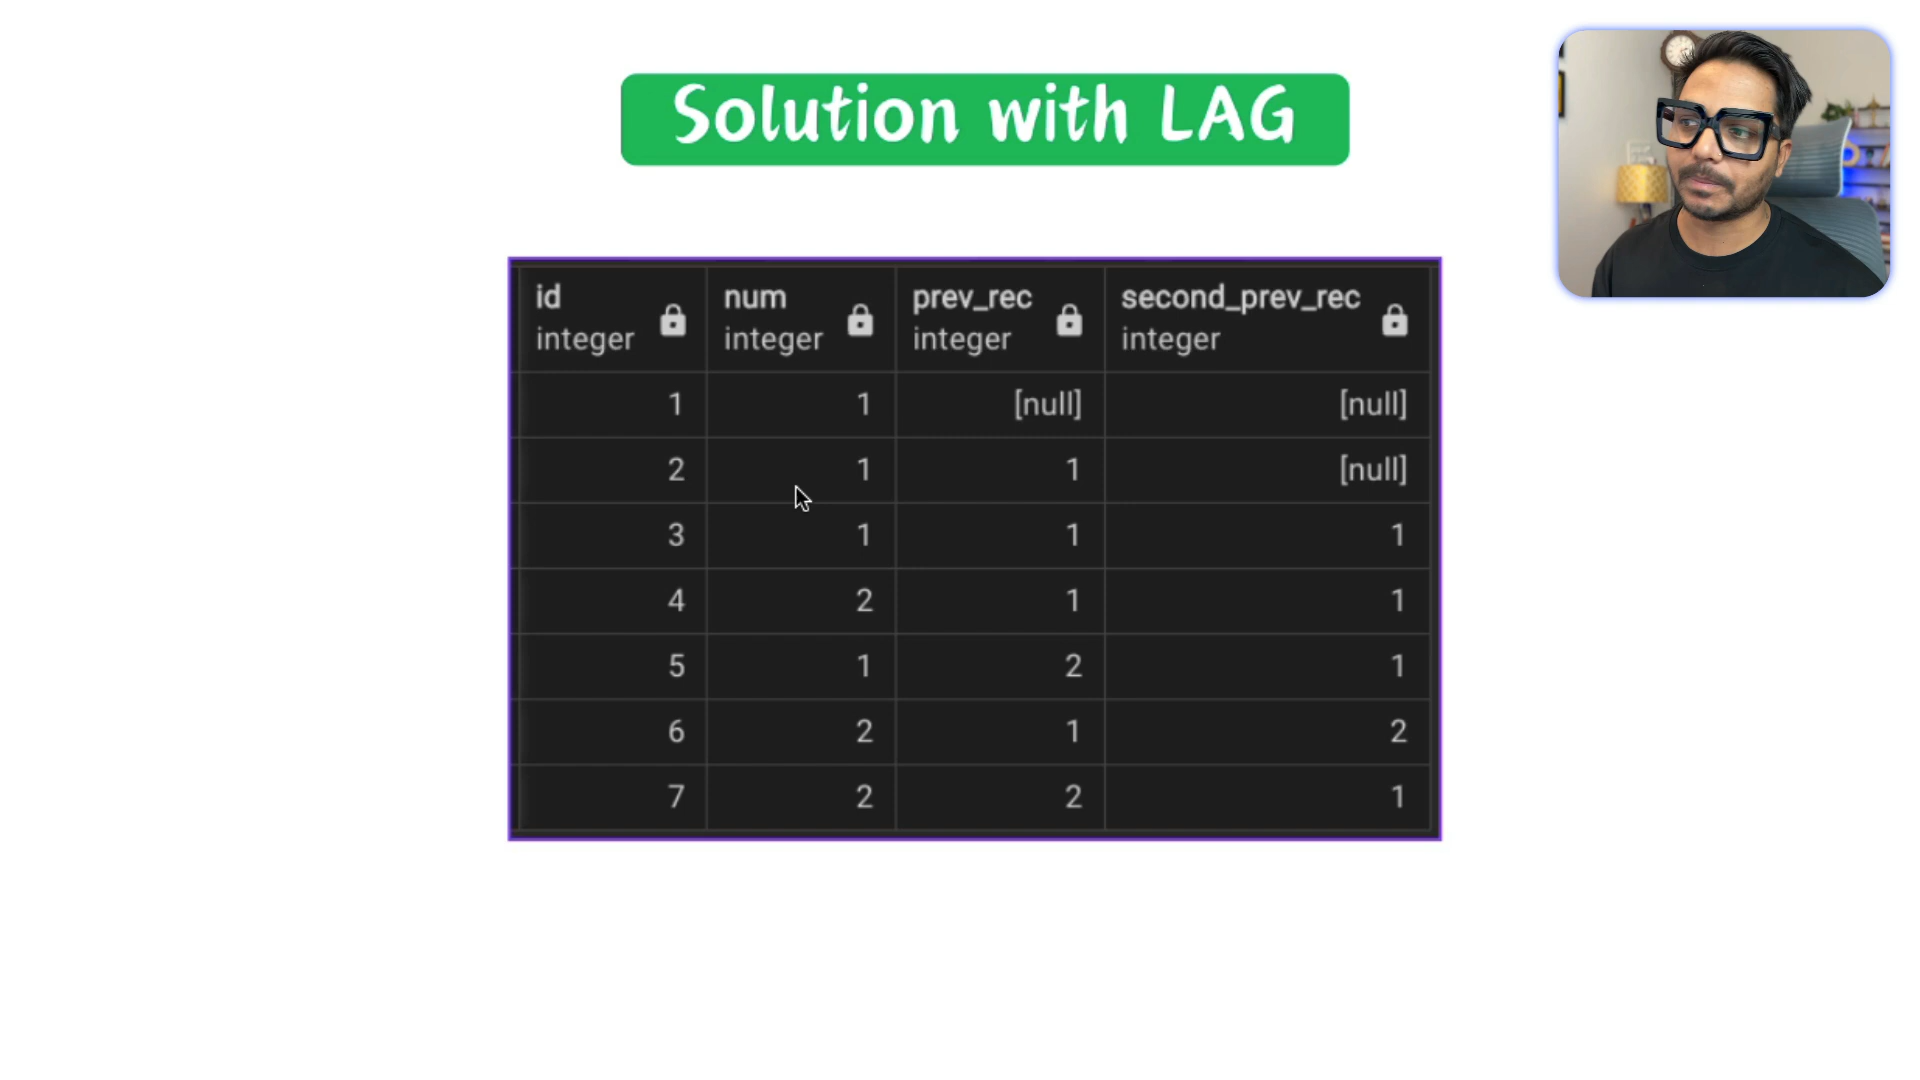 Solution with LAG
id num prev_rec second_prev_rec
integer integer integer integer
1 1 [null] [null]
2 1 1 [null]
3 1 1 1
4 2 1 1
5 1 2 1
6 2 1 2
7 2 2 1